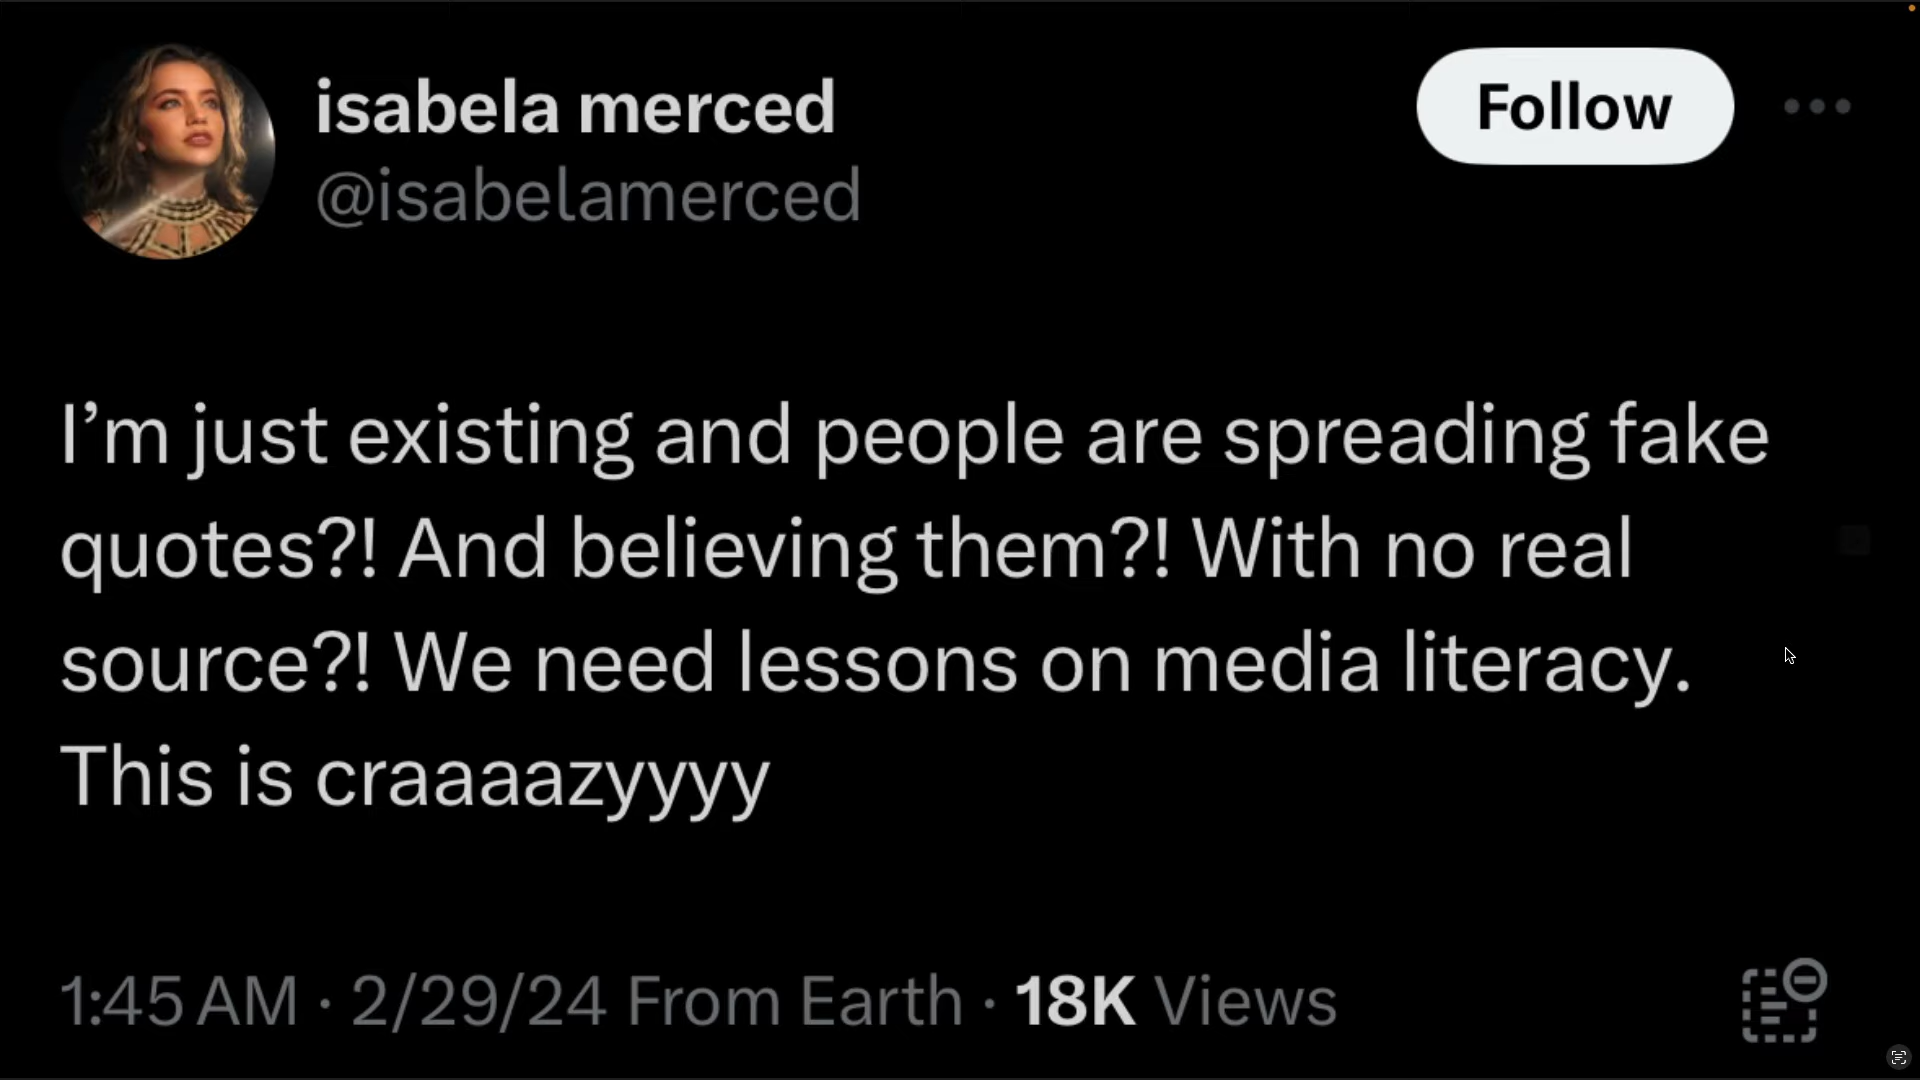 isabela merced
@isabelamerced
Follow
I’m just existing and people are spreading fake
quotes?! And believing them?! With no real
source?! We need lessons on media literacy.
This is craaaazyyyy
1:45 AM · 2/29/24 From Earth · 18K Views